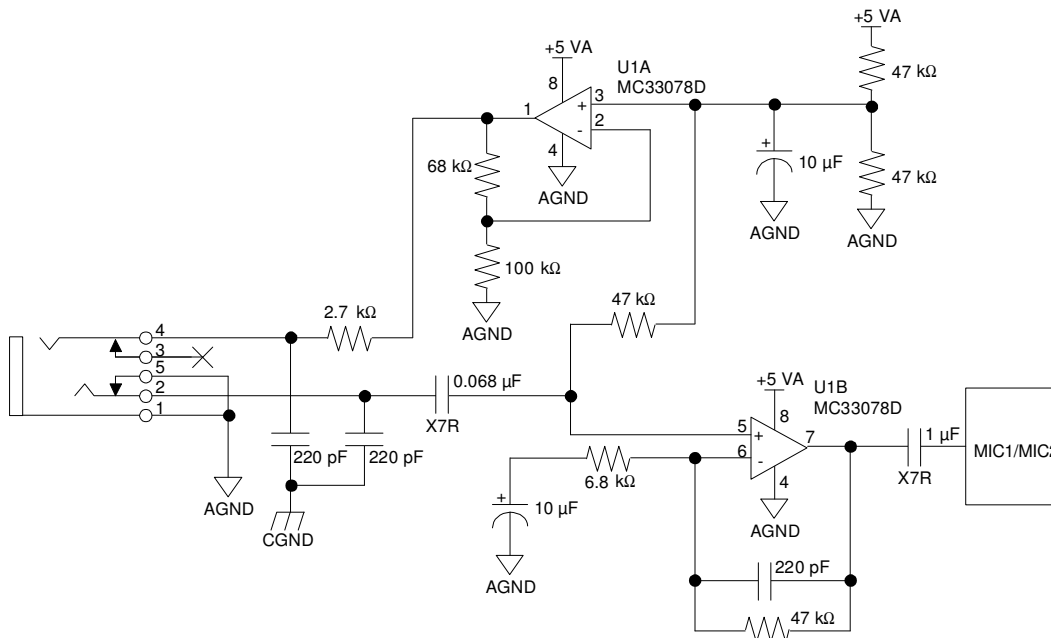 +5 VA
47 kΩ
+5 VA
U1A
MC33078D
8
3
+
1
2
-
4
AGND
68 kΩ
+
10 µF
AGND
47 kΩ
AGND
100 kΩ
AGND
47 kΩ
2.7 kΩ
4
3
5
2
1
0.068 µF
X7R
+5 VA
U1B
MC33078D
8
5
+
7
6
-
4
AGND
220 pF
220 pF
6.8 kΩ
+
10 µF
AGND
1 µF
X7R
MIC1/MIC2
AGND
CGND
220 pF
47 kΩ